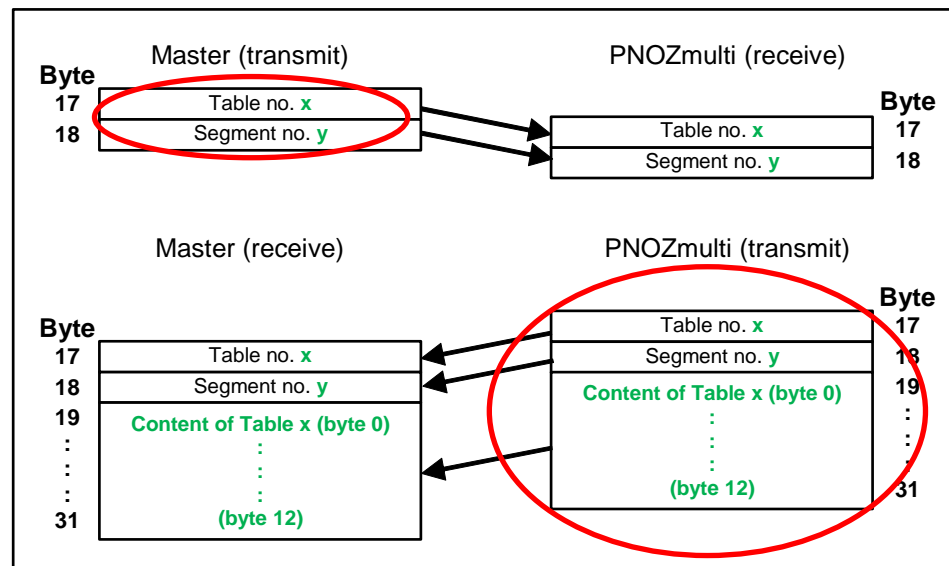 Master (transmit)
PNOZmulti (receive)
Byte
17 Table no. x
18 Segment no. y
Byte
Table no. x 17
Segment no. y 18
Master (receive)
PNOZmulti (transmit)
Byte
17 Table no. x
18 Segment no. y
19 Content of Table x (byte 0)
: :
: :
: :
:
31 (byte 12)
Byte
Table no. x 17
Segment no. y 18
Content of Table x (byte 0) 19
: :
: :
: :
:
(byte 12) 31